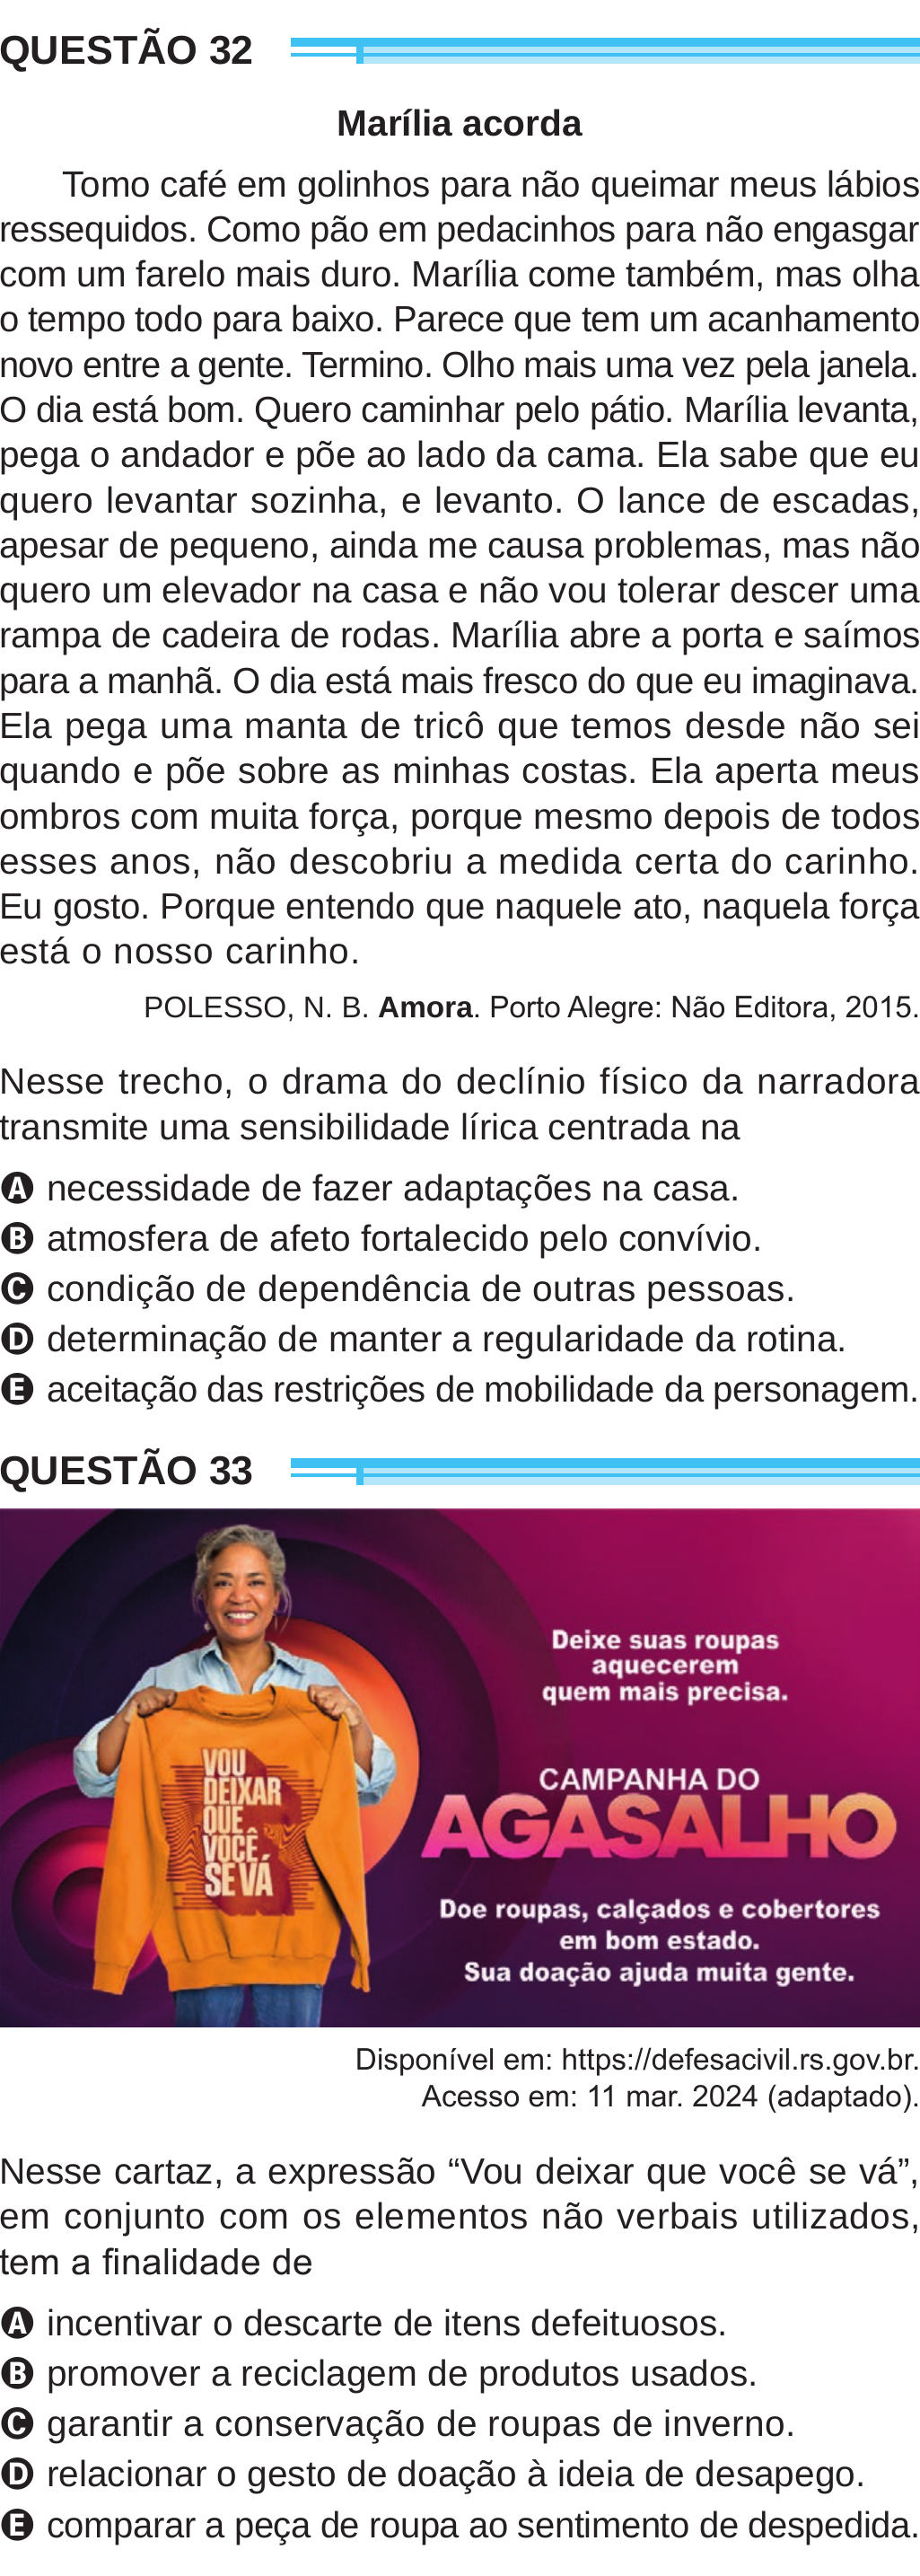 QUESTÃO 32
Marília acorda
Tomo café em golinhos para não queimar meus lábios
ressequidos. Como pão em pedacinhos para não engasgar
com um farelo mais duro. Marília come também, mas olha
o tempo todo para baixo. Parece que tem um acanhamento
novo entre a gente. Termino. Olho mais uma vez pela janela.
O dia está bom. Quero caminhar pelo pátio. Marília levanta,
pega o andador e põe ao lado da cama. Ela sabe que eu
quero levantar sozinha, e levanto. O lance de escadas,
apesar de pequeno, ainda me causa problemas, mas não
quero um elevador na casa e não vou tolerar descer uma
rampa de cadeira de rodas. Marília abre a porta e saímos
para a manhã. O dia está mais fresco do que eu imaginava.
Ela pega uma manta de tricô que temos desde não sei
quando e põe sobre as minhas costas. Ela aperta meus
ombros com muita força, porque mesmo depois de todos
esses anos, não descobriu a medida certa do carinho.
Eu gosto. Porque entendo que naquele ato, naquela força
está o nosso carinho.
POLESSO, N. B. Amora. Porto Alegre: Não Editora, 2015.
Nesse trecho, o drama do declínio físico da narradora
transmite uma sensibilidade lírica centrada na
A necessidade de fazer adaptações na casa.
B atmosfera de afeto fortalecido pelo convívio.
C condição de dependência de outras pessoas.
D determinação de manter a regularidade da rotina.
E aceitação das restrições de mobilidade da personagem.
QUESTÃO 33
VOU
DEIXAR
QUE
VOCÊ
SE VÁ
Deixe suas roupas
aquecerem
quem mais precisa.
CAMPANHA DO
AGASALHO
Doe roupas, calçados e cobertores
em bom estado.
Sua doação ajuda muita gente.
Disponível em: https://defesacivil.rs.gov.br.
Acesso em: 11 mar. 2024 (adaptado).
Nesse cartaz, a expressão “Vou deixar que você se vá”,
em conjunto com os elementos não verbais utilizados,
tem a finalidade de
A incentivar o descarte de itens defeituosos.
B promover a reciclagem de produtos usados.
C garantir a conservação de roupas de inverno.
D relacionar o gesto de doação à ideia de desapego.
E comparar a peça de roupa ao sentimento de despedida.